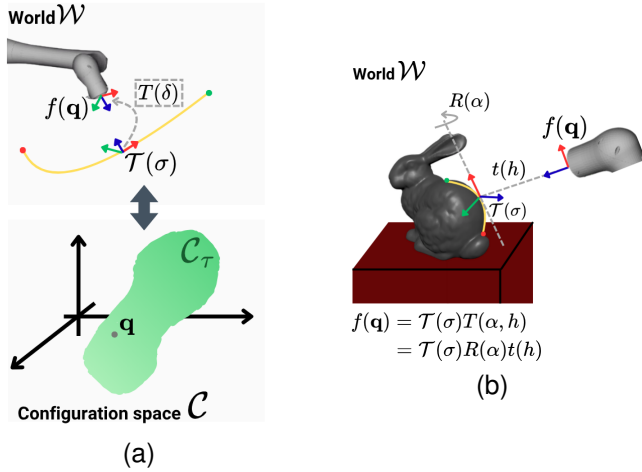 World 𝒲
T(δ)
f(𝐪)
𝒯(σ)
𝒞_τ
𝐪
Configuration space 𝒞
(a)
World 𝒲
R(α)
f(𝐪)
t(h)
𝒯(σ)
f(𝐪) = 𝒯(σ)T(α, h)
= 𝒯(σ)R(α)t(h)
(b)